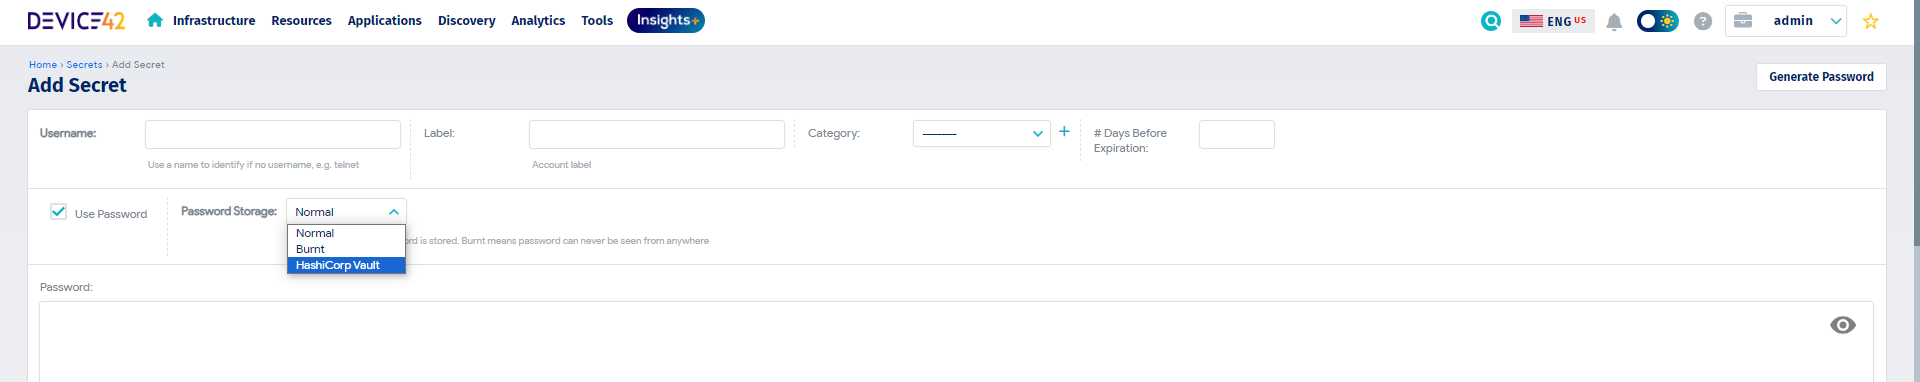 DEVICE42 Infrastructure Resources Applications Discovery Analytics Tools Insights+ ENG US ? admin
Home › Secrets › Add Secret
Add Secret
Generate Password
Username: Label: Category: --------- + # Days Before
Expiration:
Use a name to identify if no username, e.g. telnet Account label
Use Password Password Storage: Normal
Normal
Burnt
HashiCorp Vault
is stored. Burnt means password can never be seen from anywhere
Password: